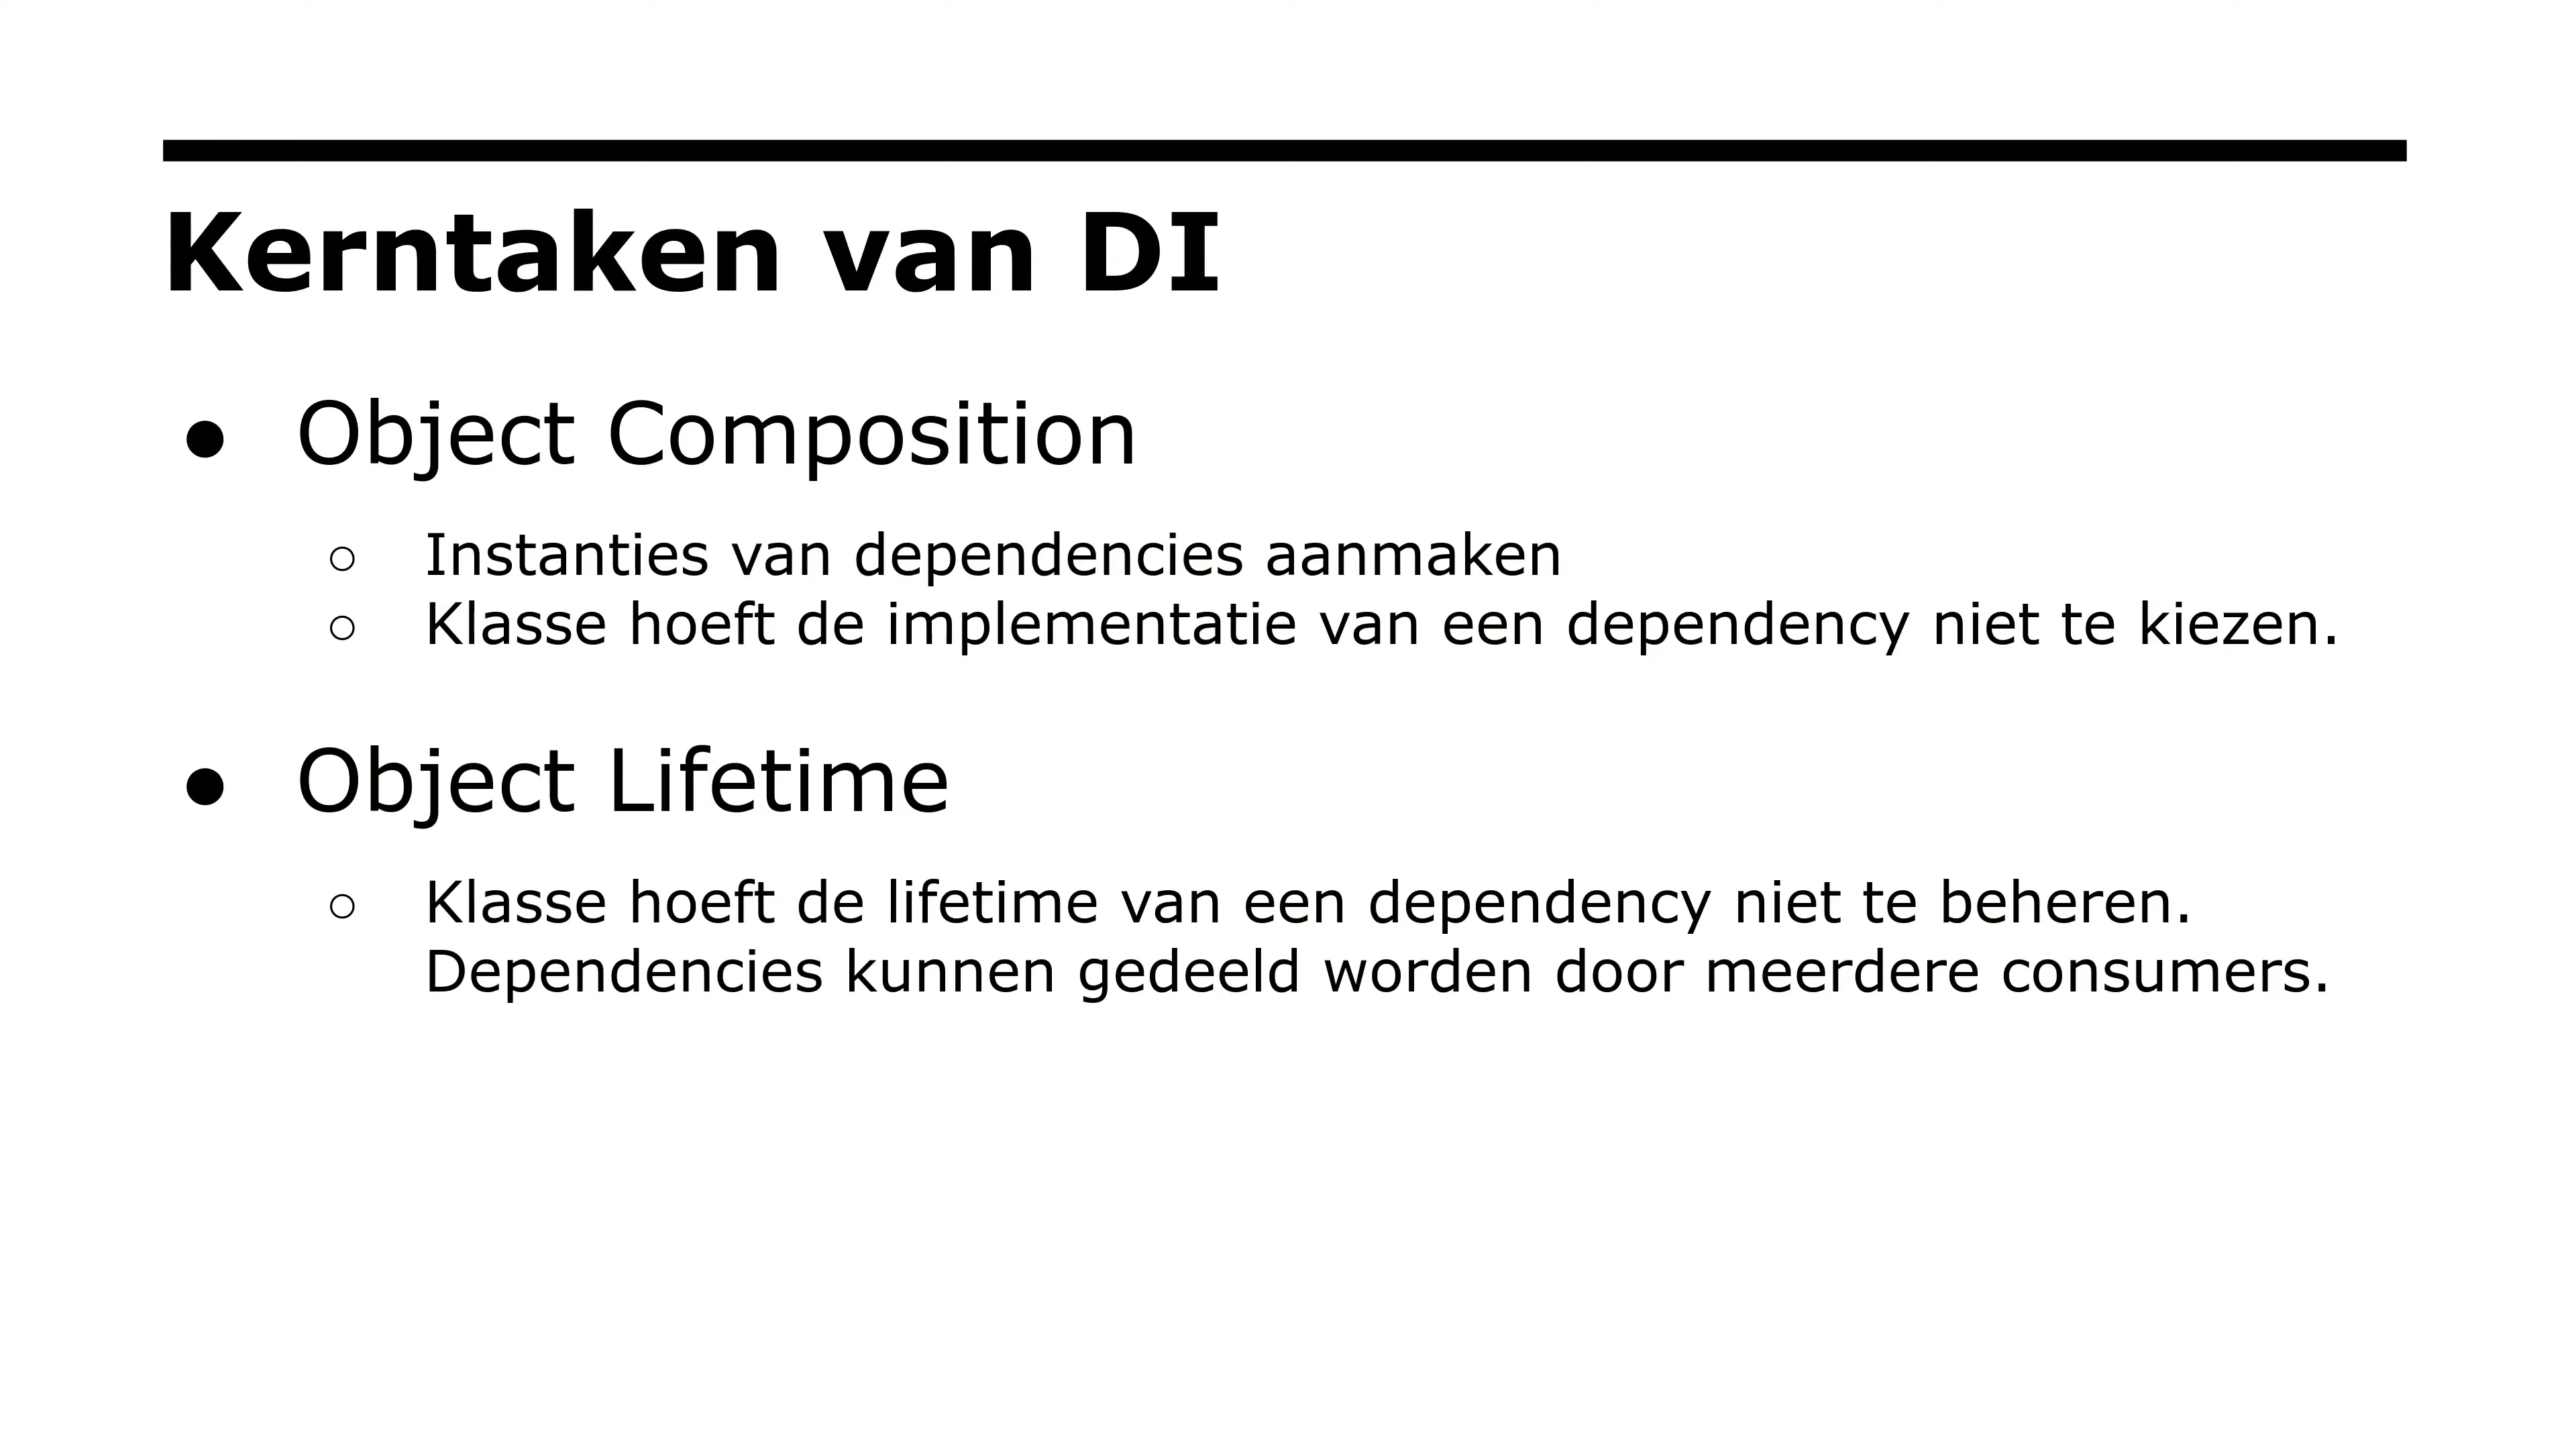 Kerntaken van DI
● Object Composition
○ Instanties van dependencies aanmaken
○ Klasse hoeft de implementatie van een dependency niet te kiezen.
● Object Lifetime
○ Klasse hoeft de lifetime van een dependency niet te beheren.
Dependencies kunnen gedeeld worden door meerdere consumers.